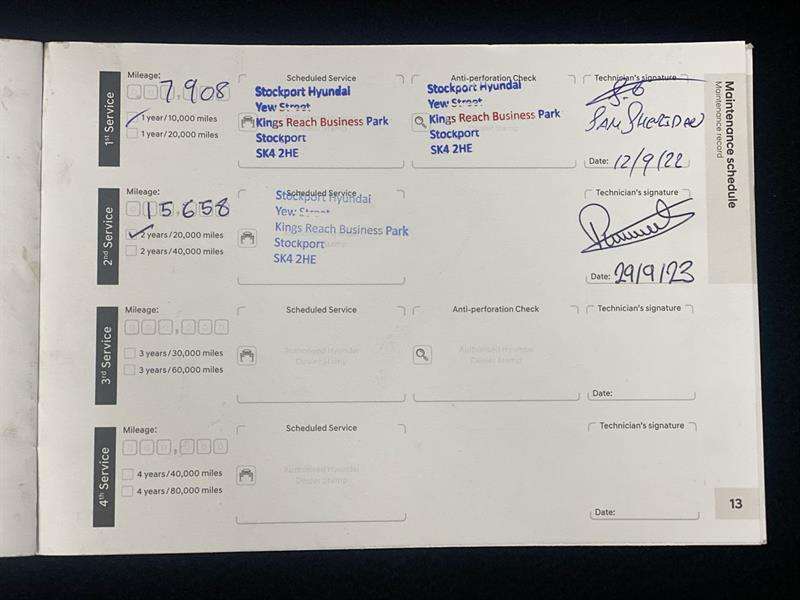 Maintenance schedule
Maintenance record
1st Service
Mileage:
7908
1 year/10,000 miles
1 year/20,000 miles
Scheduled Service
Stockport Hyundai
Yew Street
Kings Reach Business Park
Stockport
SK4 2HE
Anti-perforation Check
Stockport Hyundai
Yew Street
Kings Reach Business Park
Stockport
SK4 2HE
Technician's signature
SAM SHERIDAN
Date: 12/9/22
2nd Service
Mileage:
15,658
2 years/20,000 miles
2 years/40,000 miles
Scheduled Service
Stockport Hyundai
Yew Street
Kings Reach Business Park
Stockport
SK4 2HE
Technician's signature
Date: 29/9/23
3rd Service
Mileage:
3 years/30,000 miles
3 years/60,000 miles
Scheduled Service
Authorised Hyundai
Dealer Stamp
Anti-perforation Check
Authorised Hyundai
Dealer Stamp
Technician's signature
Date:
4th Service
Mileage:
4 years/40,000 miles
4 years/80,000 miles
Scheduled Service
Authorised Hyundai
Dealer Stamp
Technician's signature
Date:
13